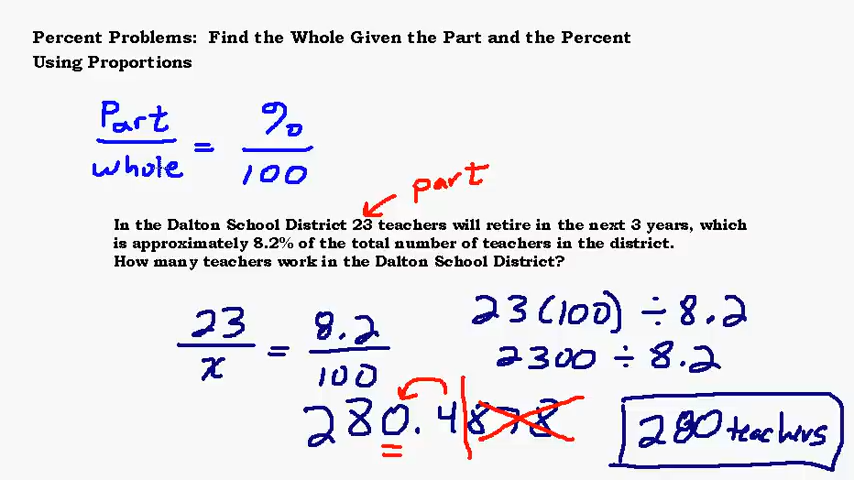 Percent Problems: Find the Whole Given the Part and the Percent
Using Proportions
Part
whole
=
%
100
part
In the Dalton School District 23 teachers will retire in the next 3 years, which
is approximately 8.2% of the total number of teachers in the district.
How many teachers work in the Dalton School District?
23
x
=
8.2
100
23(100) ÷ 8.2
2300 ÷ 8.2
280.4878
280 teachers